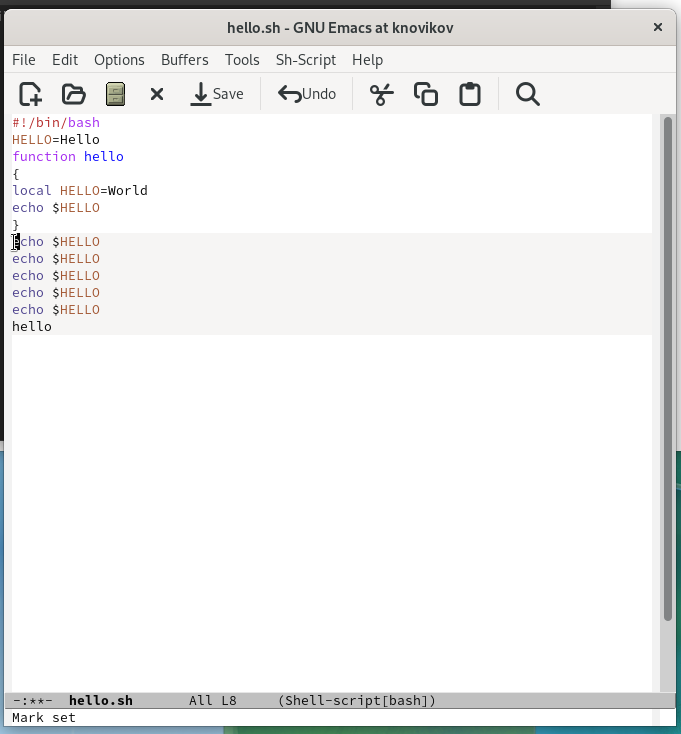 hello.sh - GNU Emacs at knovikov
File Edit Options Buffers Tools Sh-Script Help
Save Undo
#!/bin/bash
HELLO=Hello
function hello
{
local HELLO=World
echo $HELLO
}
echo $HELLO
echo $HELLO
echo $HELLO
echo $HELLO
echo $HELLO
hello
-:**- hello.sh All L8 (Shell-script[bash])
Mark set